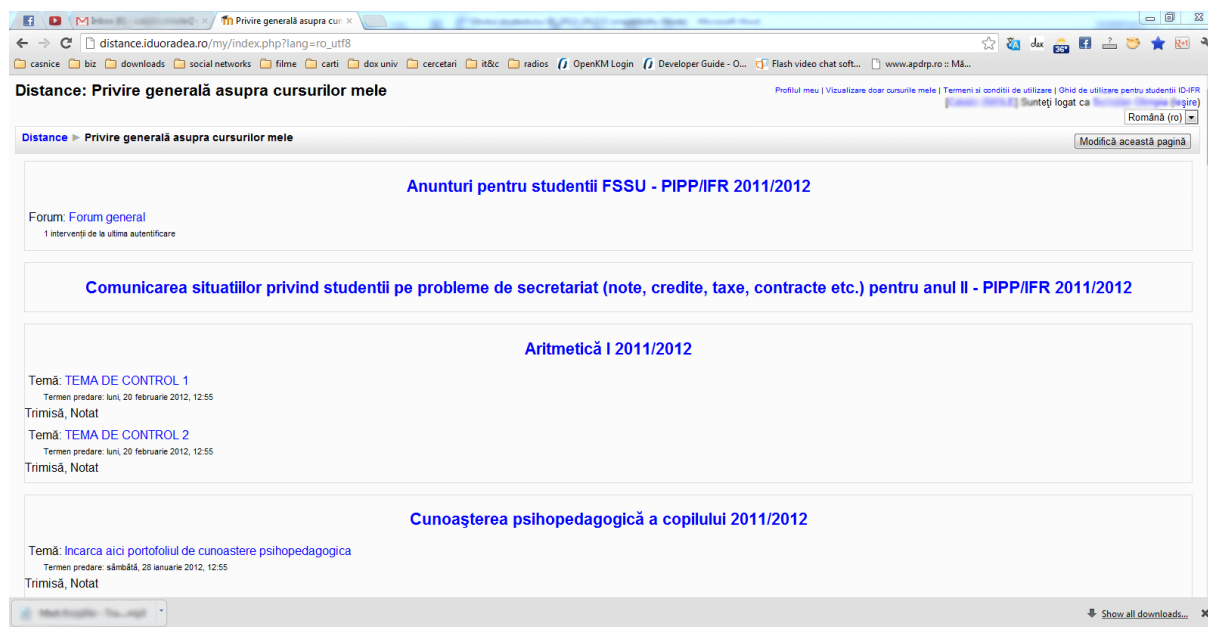 Privire generală asupra cur
distance.iduoradea.ro/my/index.php?lang=ro_utf8
36°
casnice biz downloads social networks filme carti dox univ cercetari it&c radios OpenKM Login Developer Guide - O... Flash video chat soft... www.apdrp.ro :: Mă...
Distance: Privire generală asupra cursurilor mele
Profilul meu | Vizualizare doar cursurile mele | Termeni si conditii de utilizare | Ghid de utilizare pentru studentii ID-IFR
Sunteţi logat ca (Ieşire)
Română (ro)
Distance ► Privire generală asupra cursurilor mele
Modifică această pagină
Anunturi pentru studentii FSSU - PIPP/IFR 2011/2012
Forum: Forum general
1 intervenţii de la ultima autentificare
Comunicarea situatiilor privind studentii pe probleme de secretariat (note, credite, taxe, contracte etc.) pentru anul II - PIPP/IFR 2011/2012
Aritmetică I 2011/2012
Temă: TEMA DE CONTROL 1
Termen predare: luni, 20 februarie 2012, 12:55
Trimisă, Notat
Temă: TEMA DE CONTROL 2
Termen predare: luni, 20 februarie 2012, 12:55
Trimisă, Notat
Cunoaşterea psihopedagogică a copilului 2011/2012
Temă: Incarca aici portofoliul de cunoastere psihopedagogica
Termen predare: sâmbătă, 28 ianuarie 2012, 12:55
Trimisă, Notat
Show all downloads...